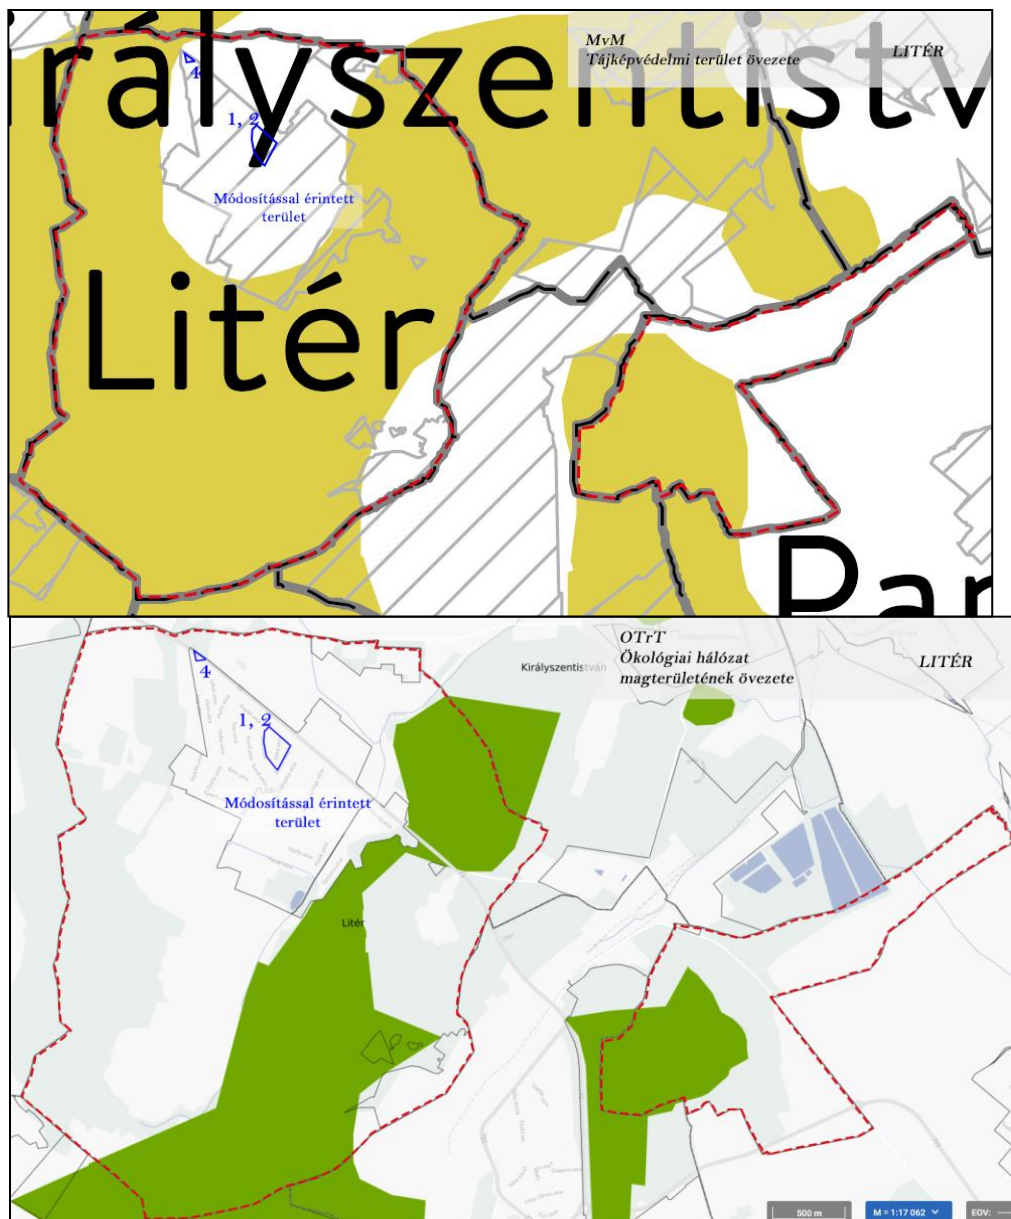 MvM
Tájképvédelmi terület övezete
LITÉR
irályszentistv
4
1, 2
Módosítással érintett
terület
Litér
Par
OTrT
Ökológiai hálózat
magterületének övezete
LITÉR
Királyszentistván
4
1, 2
Módosítással érintett
terület
Litér
500 m
M = 1:17 062
EOV: